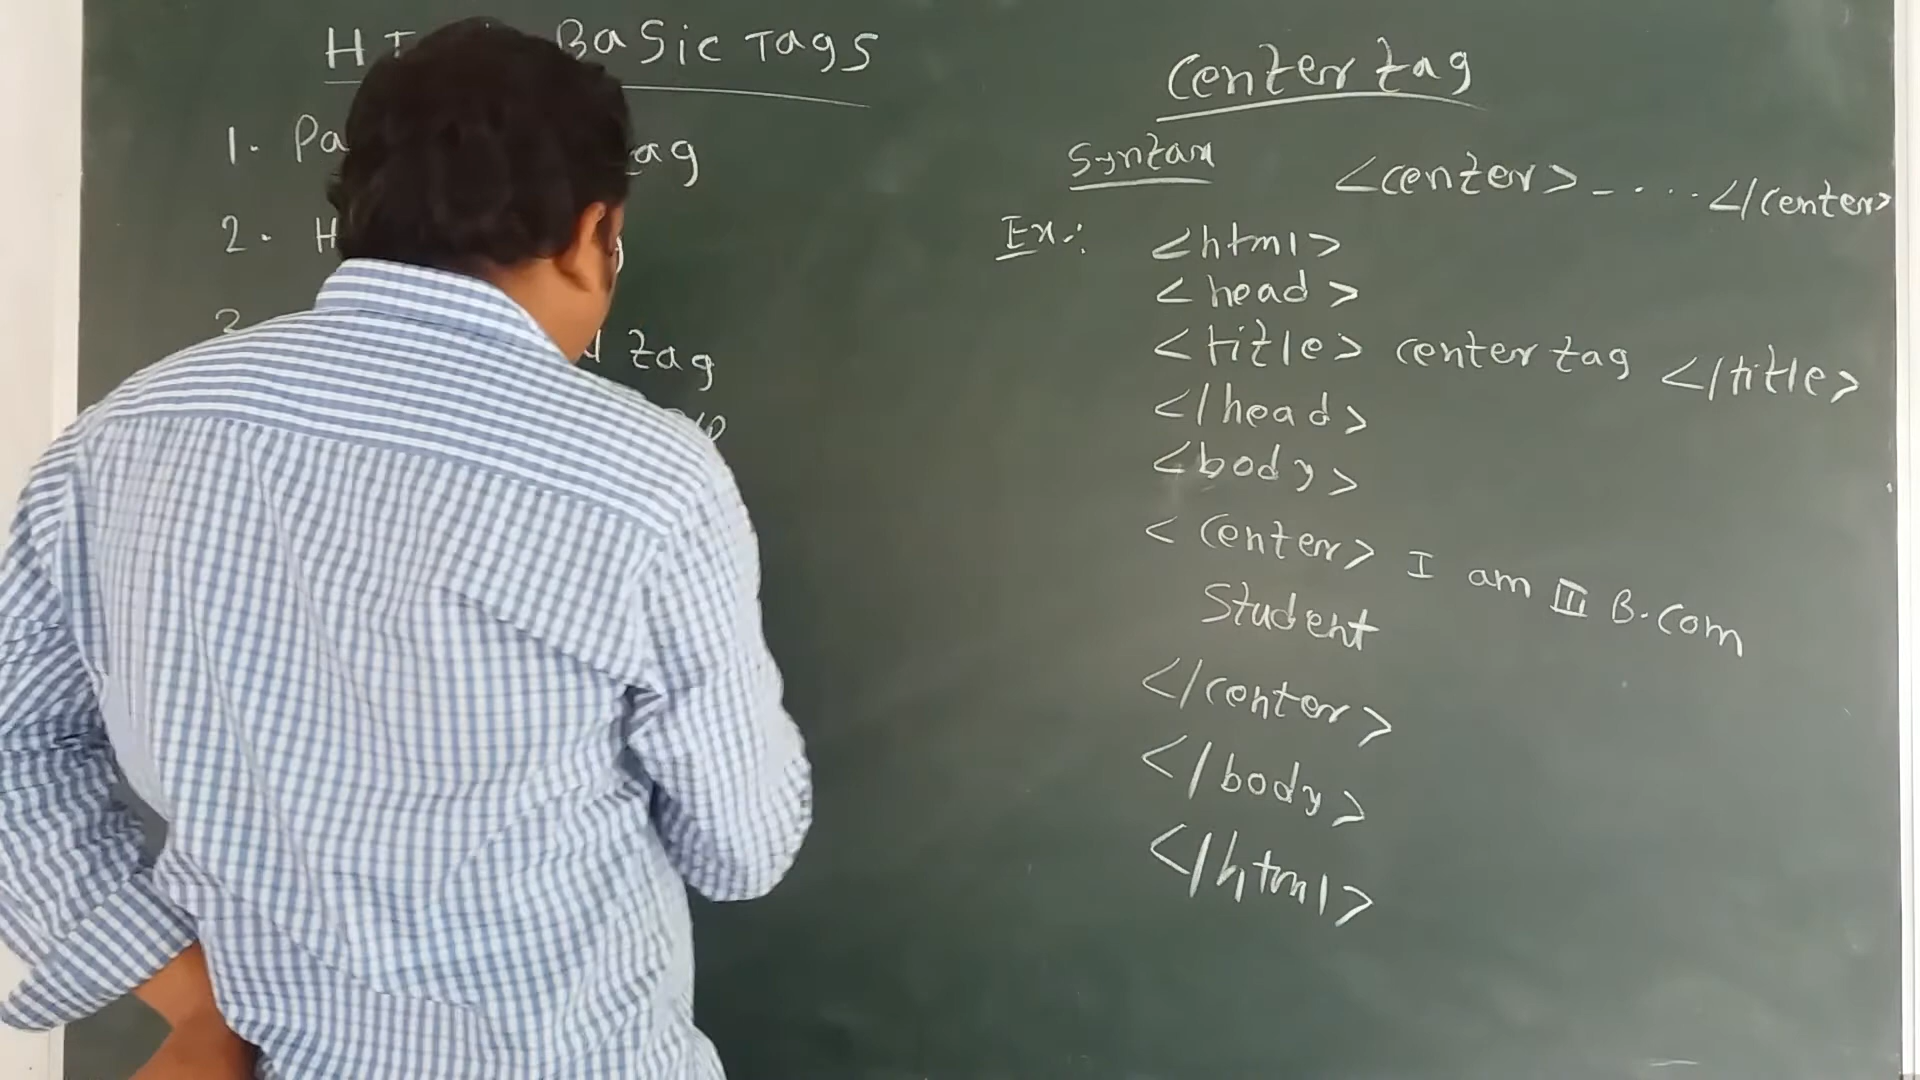 Basic Tags
1. ag
2.
3
tag
Center tag
Syntax <center>-....</center>
Ex:
<html>
<head>
<title> center tag </title>
</head>
<body>
<center> I am III B.Com
Student
</center>
</body>
</html>